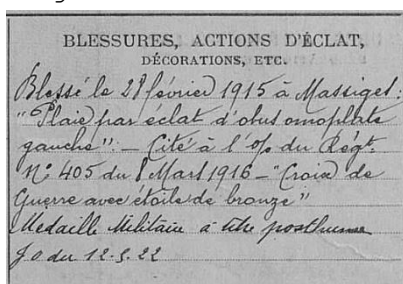 BLESSURES, ACTIONS D'ÉCLAT,
DÉCORATIONS, ETC.
Blessé le 28 février 1915 à Massiges:
"Plaie par éclat d'obus omoplate
gauche". — Cité à l'o/ du Régt.
N° 405 du 8 Mars 1916 – "Croix de
Guerre avec étoile de bronze"
Médaille Militaire à titre posthume
J.O du 12-5.22